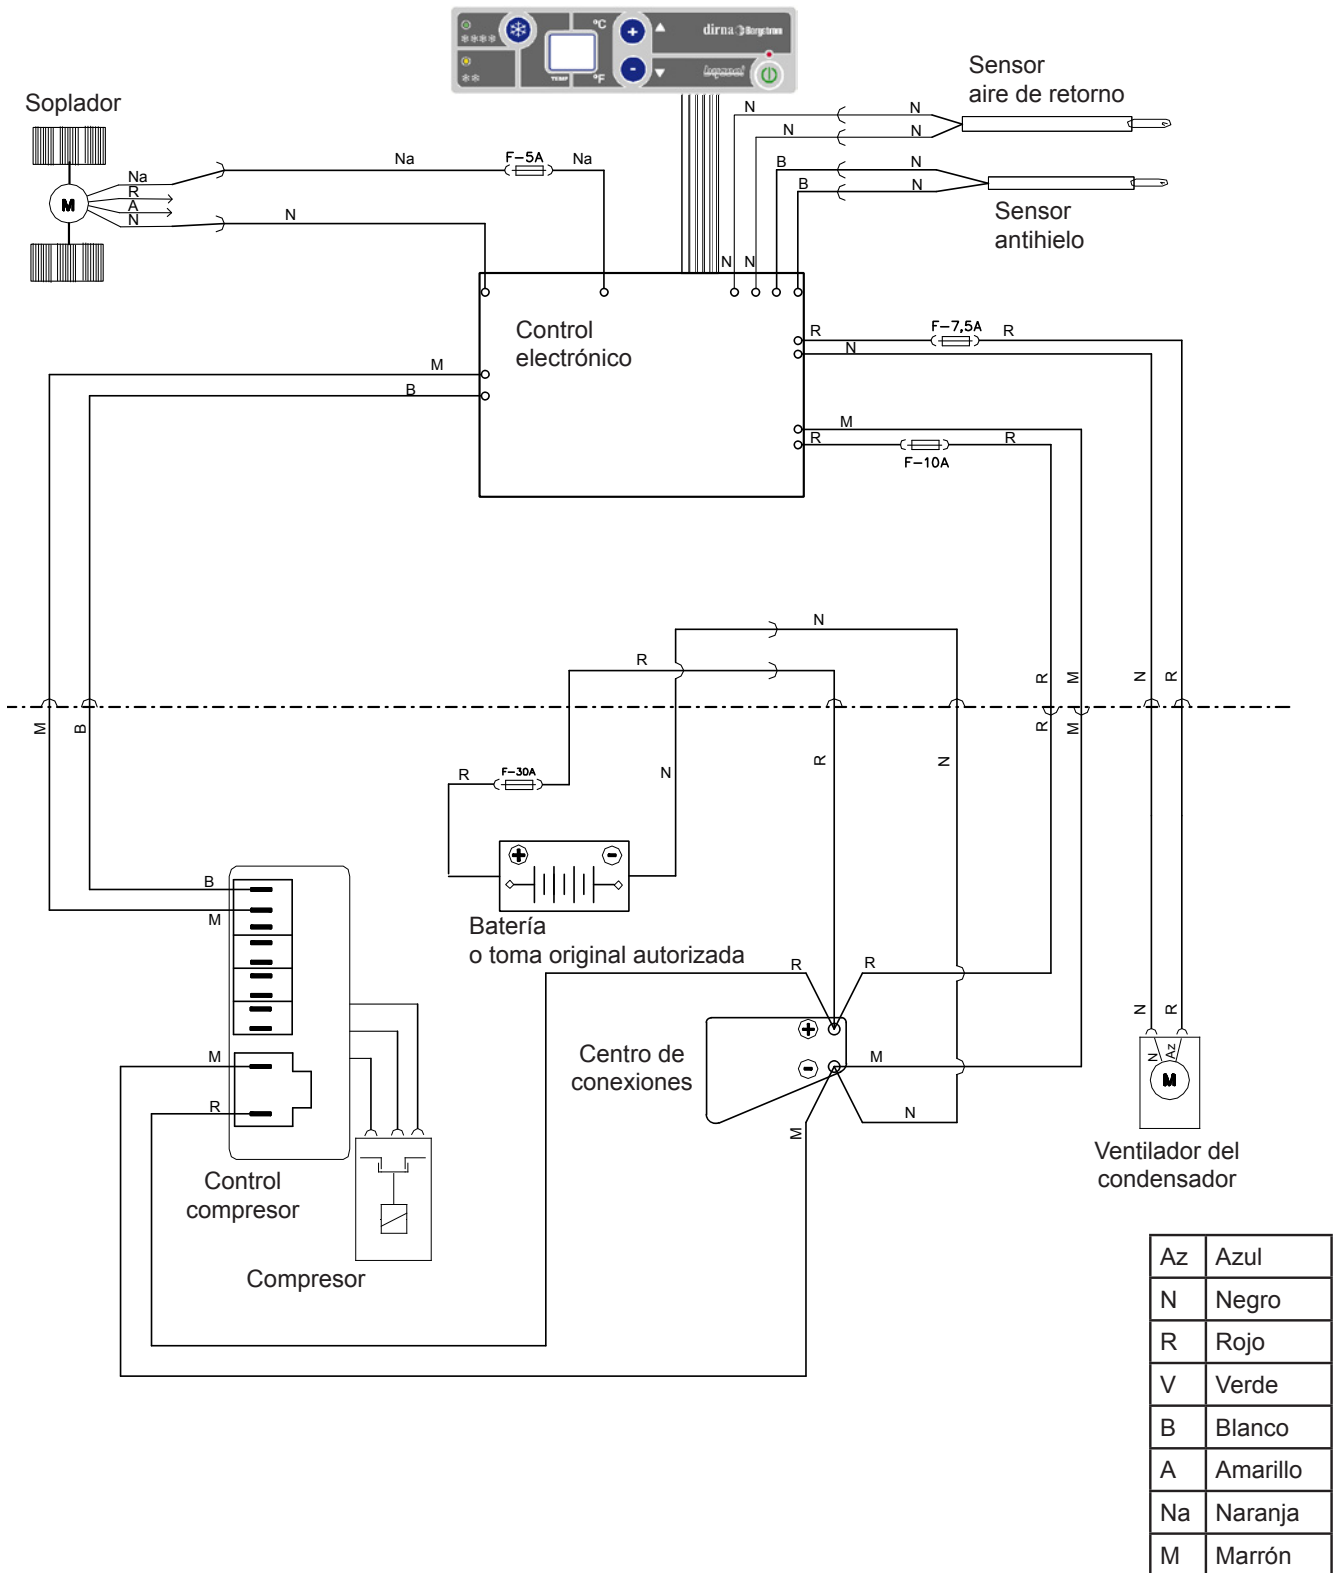 °C
+
dirna Bergstrom
TEMP
°F
-
Sensor
aire de retorno
N
N
N
N
Soplador
Na
F-5A
Na
B
N
B
N
Na
R
A
N
M
N
Sensor
antihielo
N
N
Control
electrónico
R
F-7,5A
R
N
M
B
M
R
R
F-10A
N
R
R
M
N
R
M
B
R
M
R
F-30A
N
R
N
+
-
B
M
Batería
o toma original autorizada
R
R
N
R
+
-
M
N
M
Centro de
conexiones
N
Az
M
M
R
Ventilador del
condensador
Control
compresor
Compresor
Az Azul
N Negro
R Rojo
V Verde
B Blanco
A Amarillo
Na Naranja
M Marrón